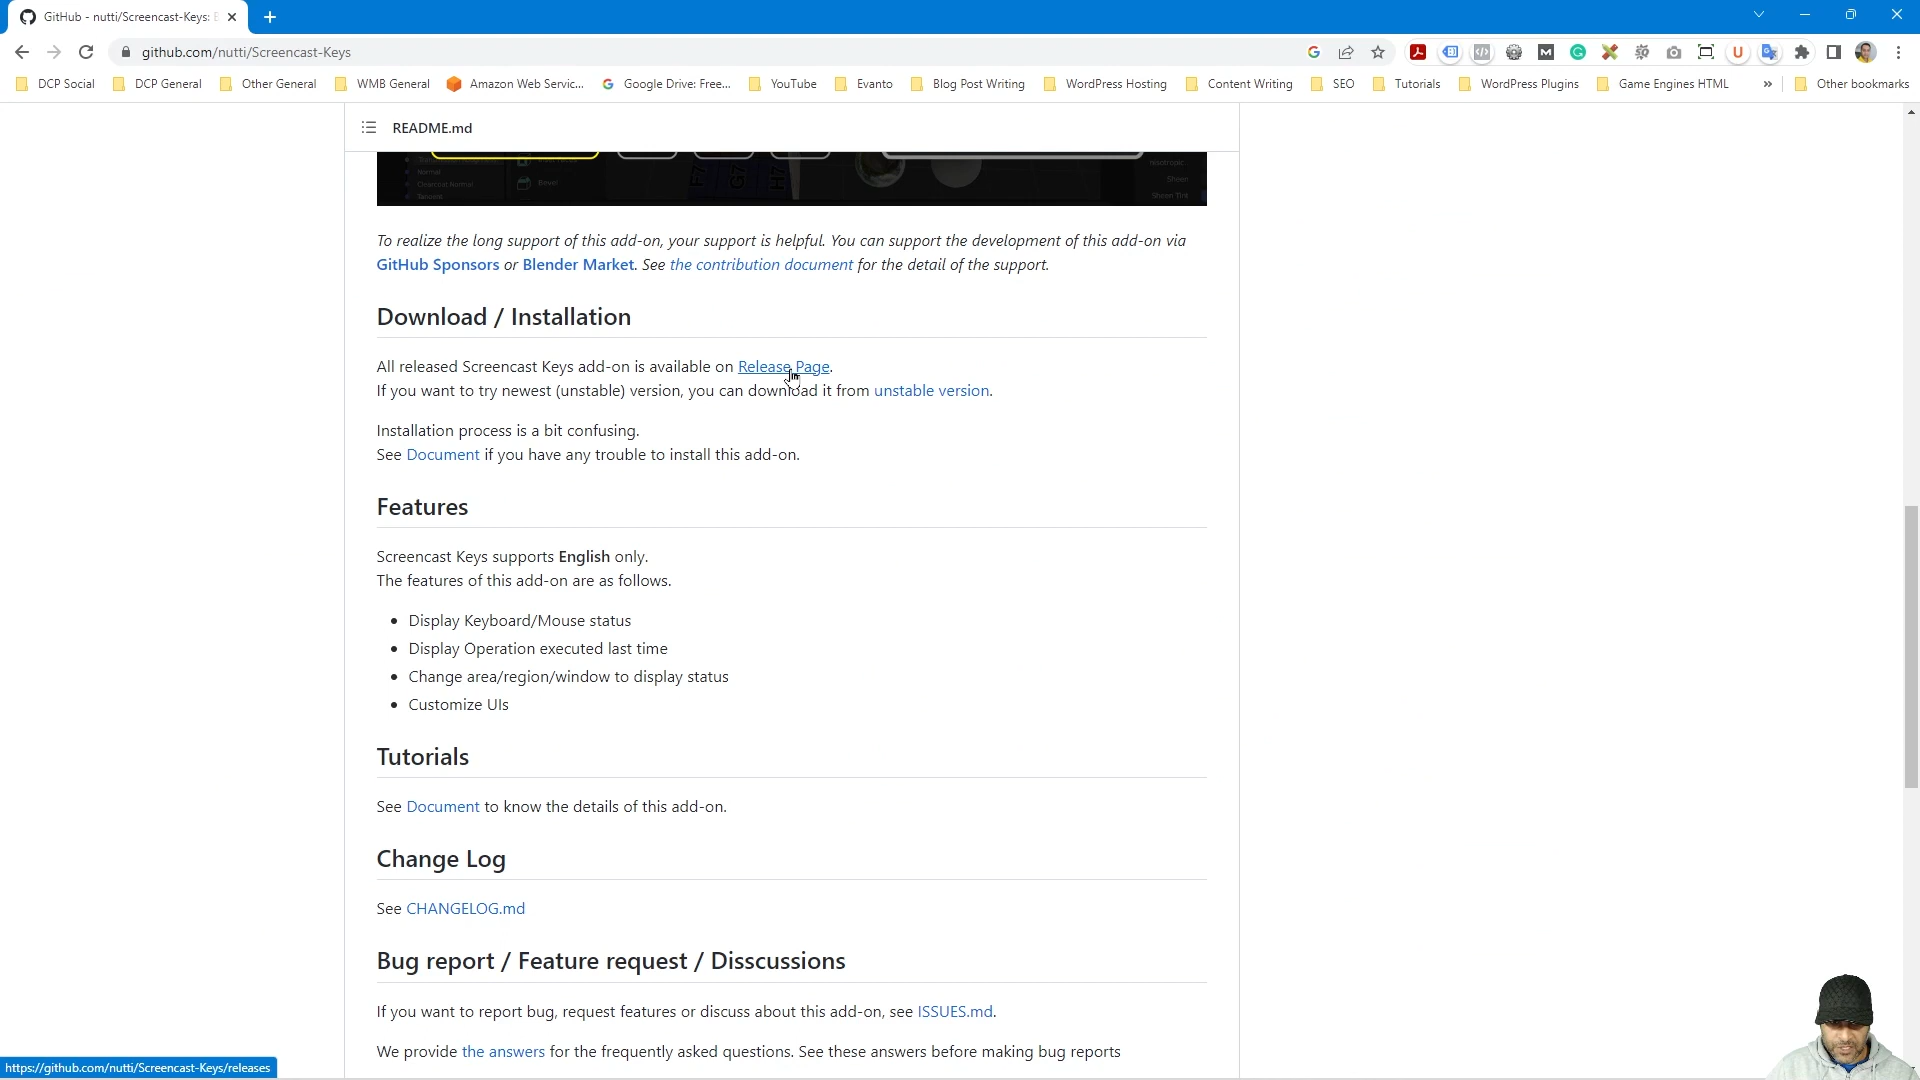 GitHub - nutti/Screencast-Keys:
github.com/nutti/Screencast-Keys
DCP Social DCP General Other General WMB General Amazon Web Servic... Google Drive: Free... YouTube Evanto Blog Post Writing WordPress Hosting Content Writing SEO Tutorials WordPress Plugins Game Engines HTML » Other bookmarks
README.md
Normal
Clearcoat Normal
Tangent
Bevel
F7 G7 H7
Sheen
Sheen Tint
To realize the long support of this add-on, your support is helpful. You can support the development of this add-on via
GitHub Sponsors or Blender Market. See the contribution document for the detail of the support.
Download / Installation
All released Screencast Keys add-on is available on Release Page.
If you want to try newest (unstable) version, you can download it from unstable version.
Installation process is a bit confusing.
See Document if you have any trouble to install this add-on.
Features
Screencast Keys supports English only.
The features of this add-on are as follows.
• Display Keyboard/Mouse status
• Display Operation executed last time
• Change area/region/window to display status
• Customize UIs
Tutorials
See Document to know the details of this add-on.
Change Log
See CHANGELOG.md
Bug report / Feature request / Disscussions
If you want to report bug, request features or discuss about this add-on, see ISSUES.md.
We provide the answers for the frequently asked questions. See these answers before making bug reports
https://github.com/nutti/Screencast-Keys/releases